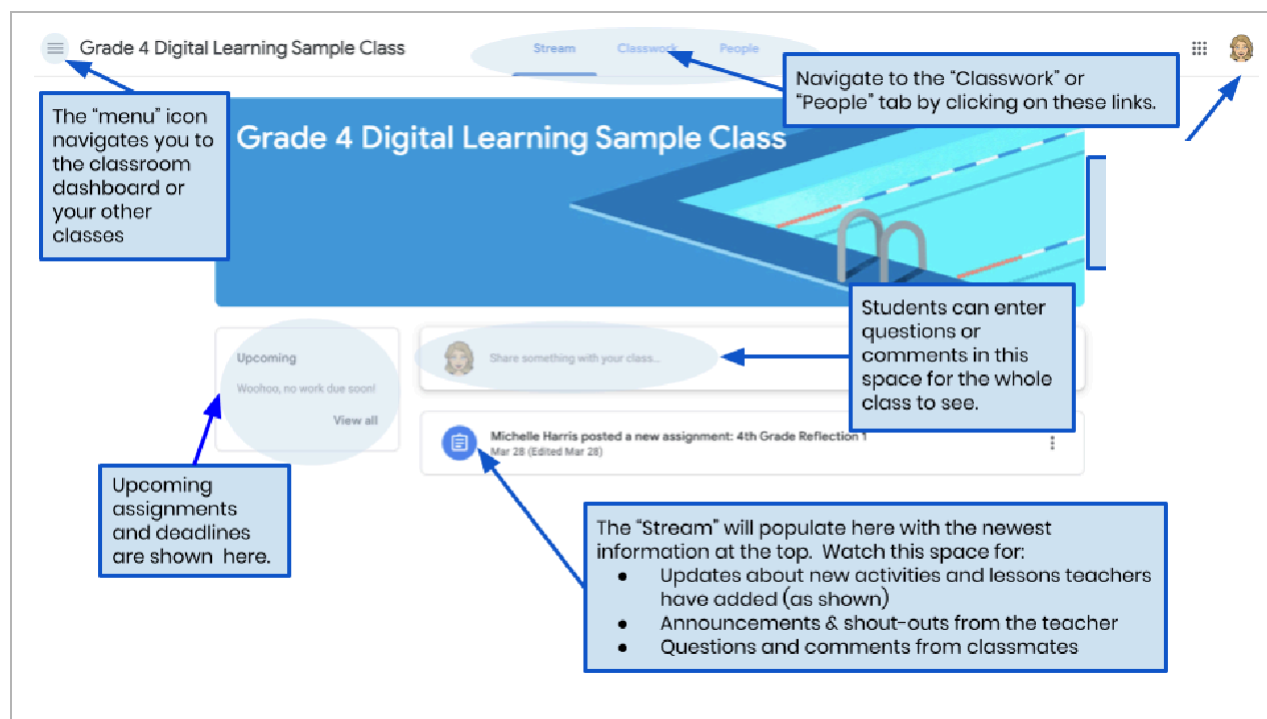 Grade 4 Digital Learning Sample Class
Stream Classwork People
Navigate to the "Classwork" or
"People" tab by clicking on these links.
The "menu" icon
navigates you to
the classroom
dashboard or
your other
classes
Grade 4 Digital Learning Sample Class
Students can enter
questions or
comments in this
space for the whole
class to see.
Upcoming
Woohoo, no work due soon!
View all
Share something with your class...
Michelle Harris posted a new assignment: 4th Grade Reflection 1
Mar 28 (Edited Mar 28)
Upcoming
assignments
and deadlines
are shown here.
The "Stream" will populate here with the newest
information at the top. Watch this space for:
● Updates about new activities and lessons teachers
have added (as shown)
● Announcements & shout-outs from the teacher
● Questions and comments from classmates